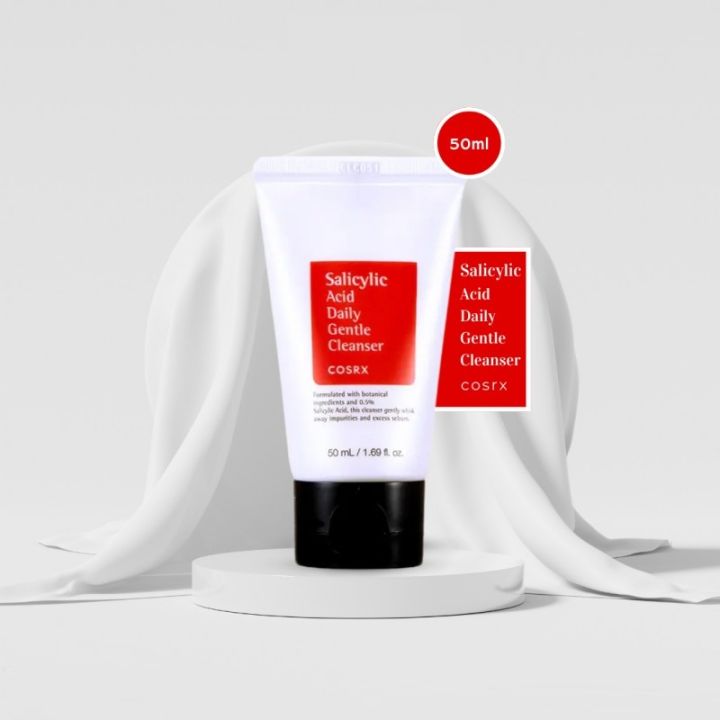 50ml
Salicylic
Acid
Daily
Gentle
Cleanser
COSRX
Formulated with botanical
ingredients and 0.5%
Salicylic Acid, this cleanser gently whisk
away impurities and excess sebum.
50 mL / 1.69 fl. oz.
Salicylic
Acid
Daily
Gentle
Cleanser
cosrx